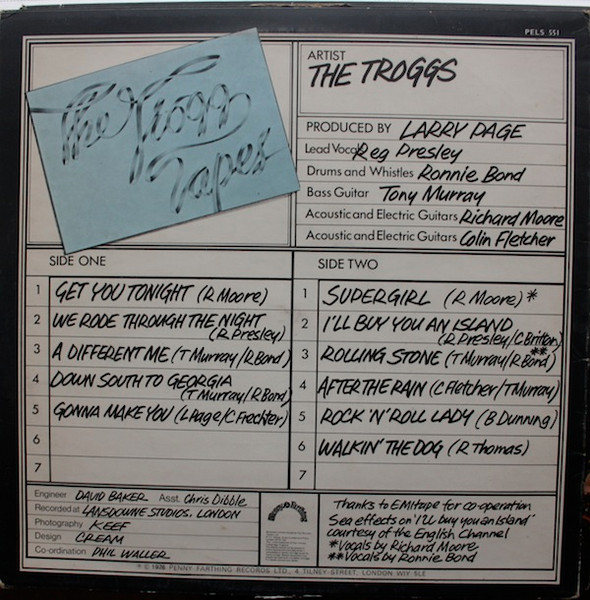 PELS 551
The Trogg
Tapes
ARTIST
THE TROGGS
PRODUCED BY LARRY PAGE
Lead Vocal Reg Presley
Drums and Whistles Ronnie Bond
Bass Guitar Tony Murray
Acoustic and Electric Guitars Richard Moore
Acoustic and Electric Guitars Colin Fletcher
SIDE ONE
1 GET YOU TONIGHT (R Moore)
2 WE RODE THROUGH THE NIGHT
(R Presley)
3 A DIFFERENT ME (T Murray/R Bond)
4 DOWN SOUTH TO GEORGIA
(T Murray/R Bond)
5 GONNA MAKE YOU (L Page/C Frechter)
6
7
SIDE TWO
1 SUPERGIRL (R Moore) *
2 I'LL BUY YOU AN ISLAND
(R Presley/C Britton)
3 ROLLING STONE (T Murray/R Bond) **
4 AFTER THE RAIN (C Fletcher/T Murray)
5 ROCK 'N' ROLL LADY (B Dunning)
6 WALKIN' THE DOG (R Thomas)
7
Engineer DAVID BAKER Asst. Chris Dibble
Recorded at LANSDOWNE STUDIOS, LONDON
Photography KEEF
Design CREAM
Co-ordination PHIL WALLER
Thanks to EMItape for co-operation
Sea effects on 'I'll buy you an Island'
courtesy of the English Channel
*Vocals by Richard Moore
**Vocals by Ronnie Bond
℗ © 1976 PENNY FARTHING RECORDS LTD., 4, TILNEY STREET, LONDON W1Y 5LE